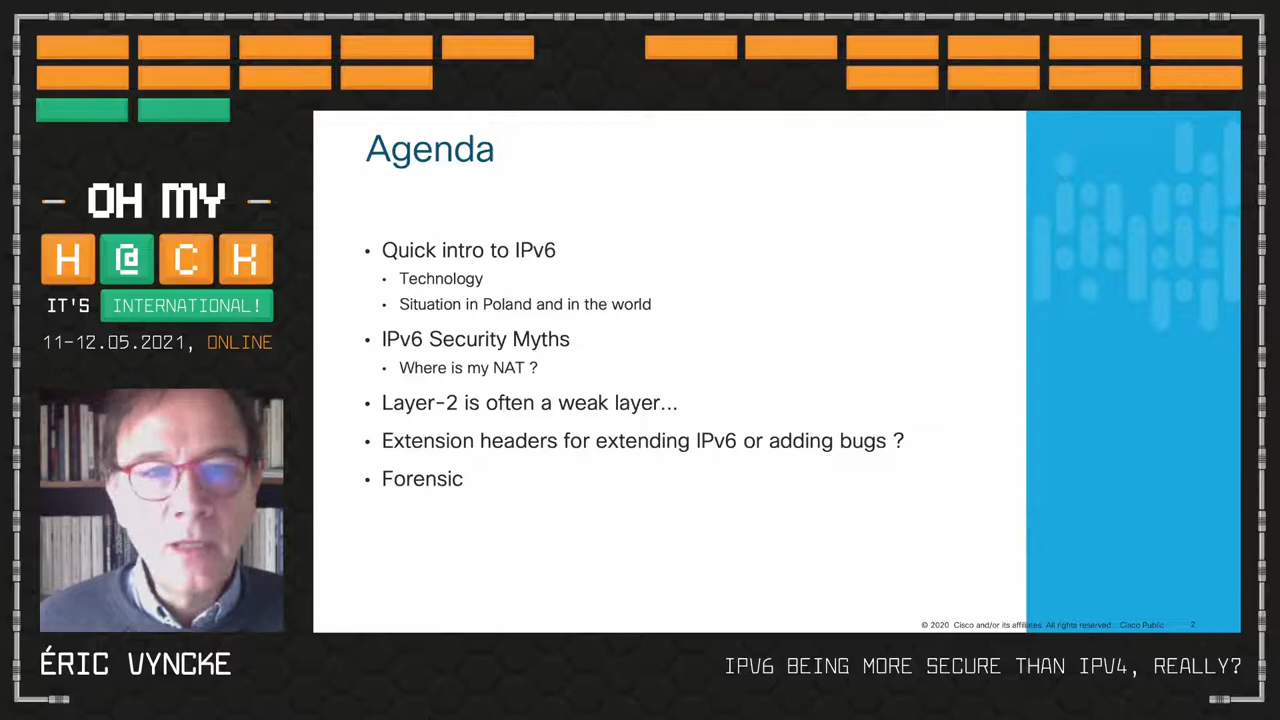 OH MY
H@CK
IT'S INTERNATIONAL!
11-12.05.2021, ONLINE
ÉRIC VYNCKE
Agenda
• Quick intro to IPv6
• Technology
• Situation in Poland and in the world
• IPv6 Security Myths
• Where is my NAT ?
• Layer-2 is often a weak layer...
• Extension headers for extending IPv6 or adding bugs ?
• Forensic
© 2020 Cisco and/or its affiliates. All rights reserved. Cisco Public 2
IPV6 BEING MORE SECURE THAN IPV4, REALLY?